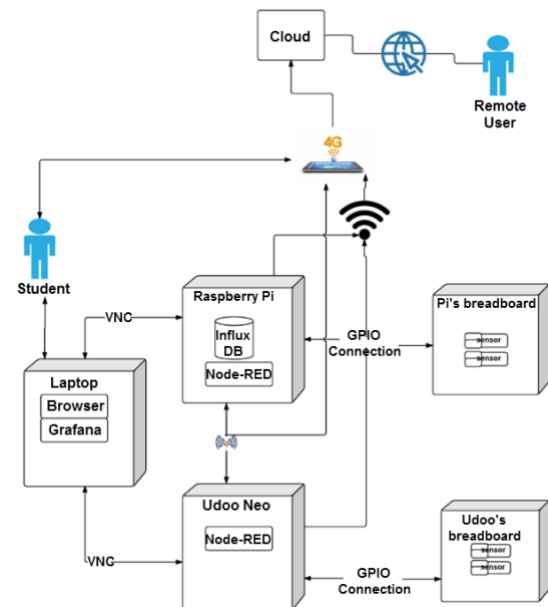 Cloud
Remote
User
4G
Student
Raspberry Pi
Influx
DB
Node-RED
VNC
GPIO
Connection
Pi's breadboard
sensor
sensor
Laptop
Browser
Grafana
Udoo Neo
Node-RED
VNC
GPIO
Connection
Udoo's
breadboard
sensor
sensor